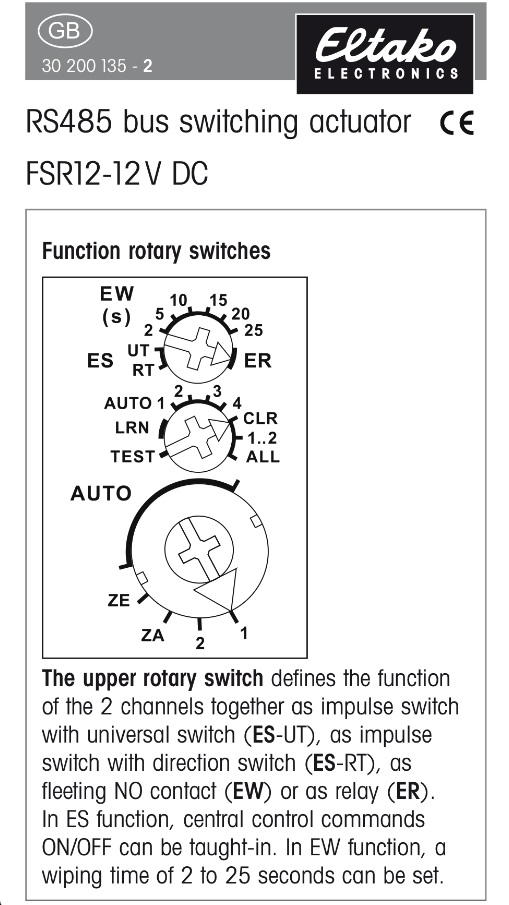 GB
30 200 135 - 2
Eltako
ELECTRONICS
RS485 bus switching actuator CE
FSR12-12V DC
Function rotary switches
EW
(s)
2 5 10 15 20 25
ES UT
RT
ER
AUTO 1 2 3 4
LRN
TEST
CLR
1..2
ALL
AUTO
ZE
ZA
2
1
The upper rotary switch defines the function
of the 2 channels together as impulse switch
with universal switch (ES-UT), as impulse
switch with direction switch (ES-RT), as
fleeting NO contact (EW) or as relay (ER).
In ES function, central control commands
ON/OFF can be taught-in. In EW function, a
wiping time of 2 to 25 seconds can be set.